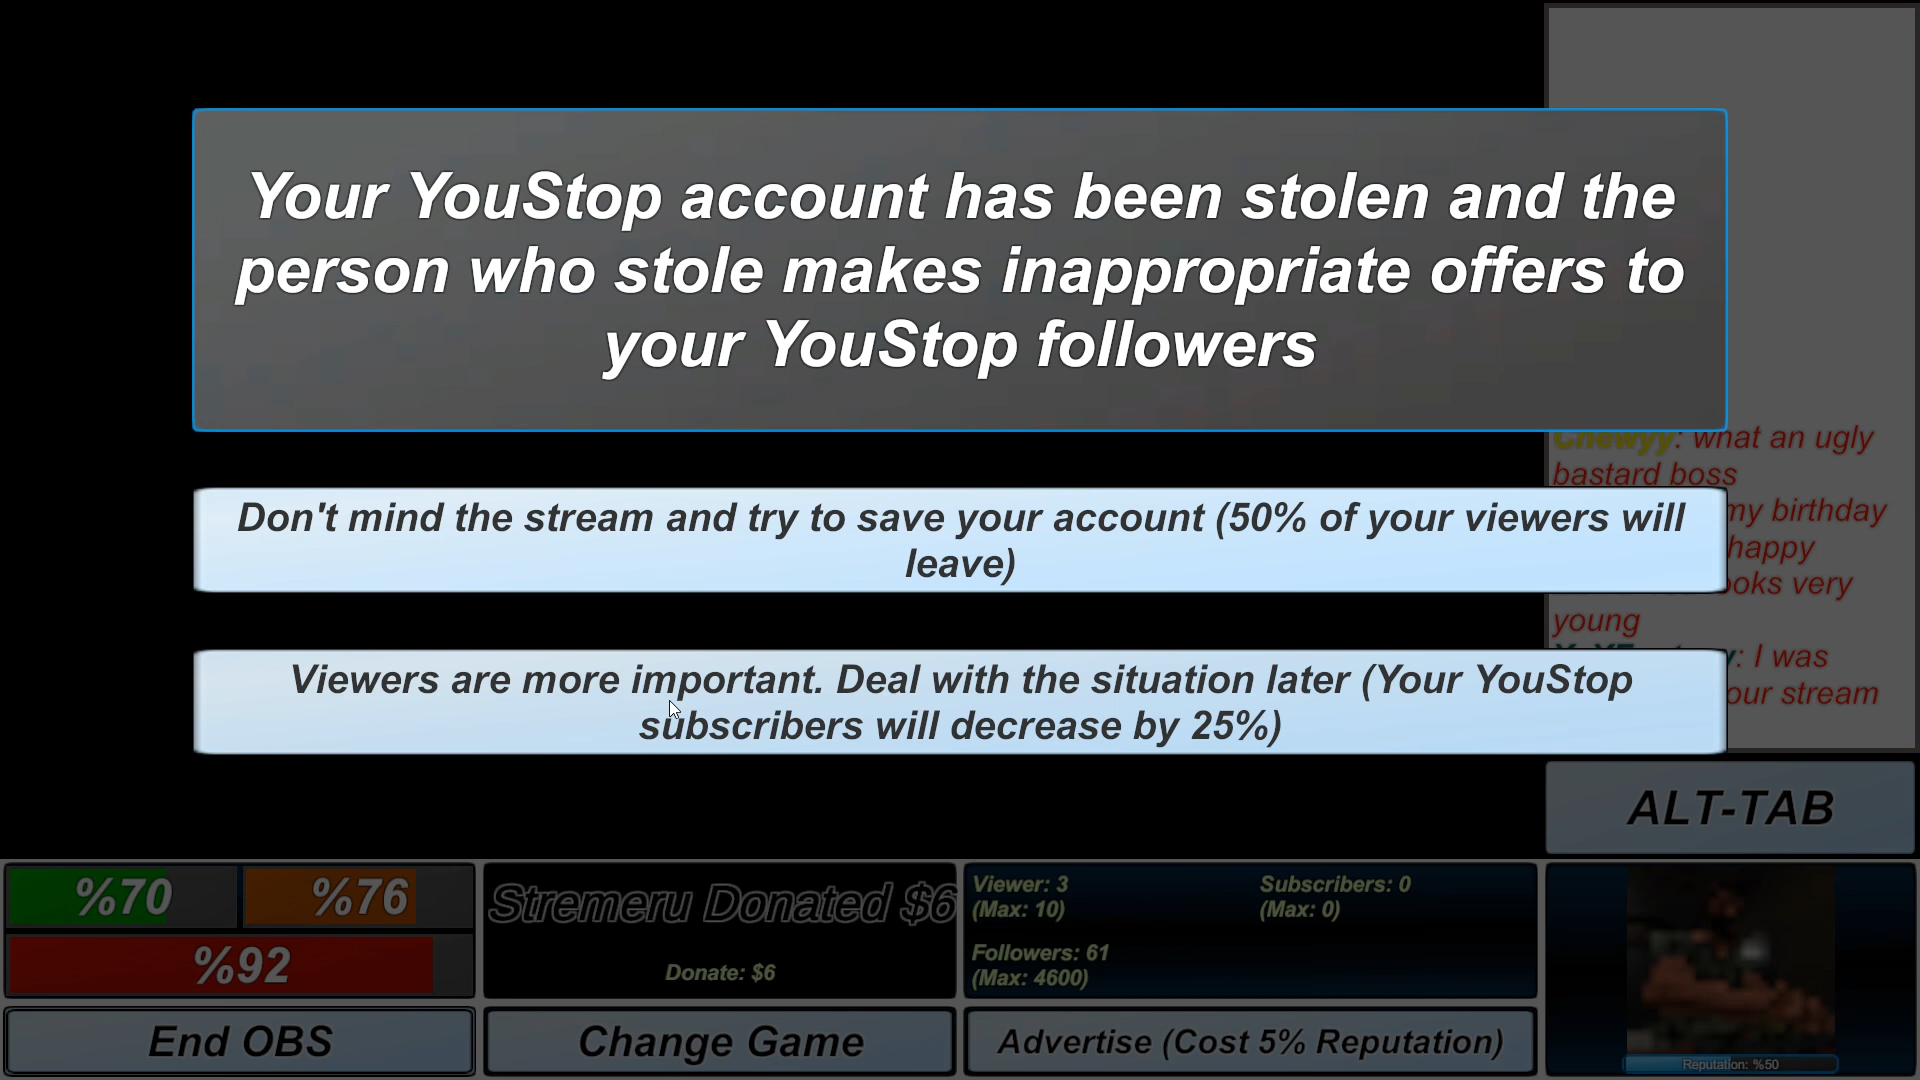 Your YouStop account has been stolen and the
person who stole makes inappropriate offers to
your YouStop followers
Don't mind the stream and try to save your account (50% of your viewers will
leave)
Viewers are more important. Deal with the situation later (Your YouStop
subscribers will decrease by 25%)
Chewyy: what an ugly
bastard boss
my birthday
happy
ooks very
young
y: I was
our stream
ALT-TAB
%70
%76
%92
Stremeru Donated $6
Donate: $6
Viewer: 3
(Max: 10)
Subscribers: 0
(Max: 0)
Followers: 61
(Max: 4600)
End OBS
Change Game
Advertise (Cost 5% Reputation)
Reputation: %50